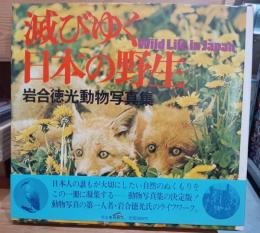 滅びゆく
Wild Life in Japan
日本の野生
岩合徳光動物写真集
日本人の誰もが大切にしたい自然のぬくもりを
この一冊に凝集する――動物写真集の決定版！
動物写真の第一人者・岩合徳光氏のライフワーク。